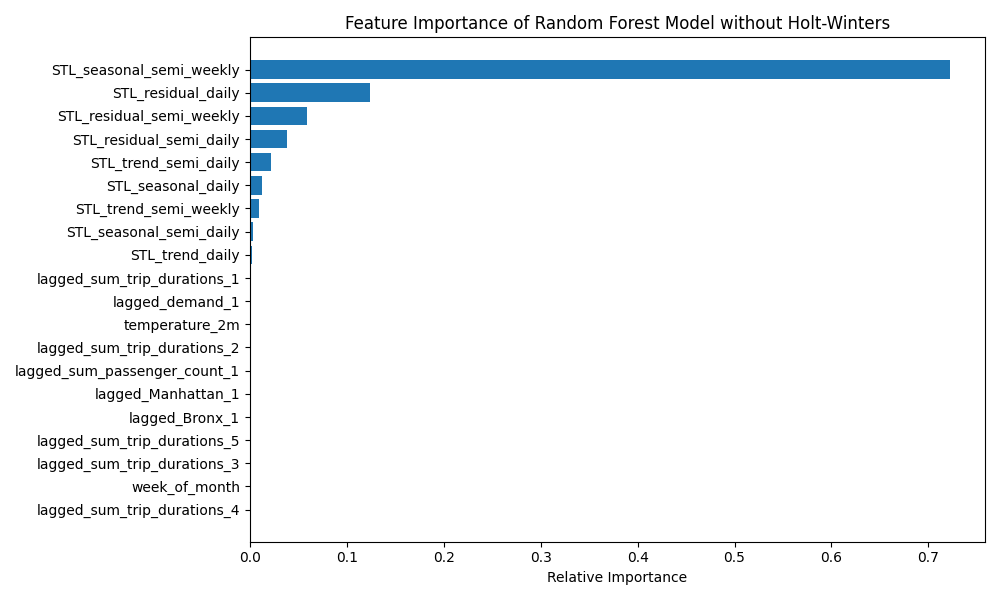 Feature Importance of Random Forest Model without Holt-Winters
STL_seasonal_semi_weekly
STL_residual_daily
STL_residual_semi_weekly
STL_residual_semi_daily
STL_trend_semi_daily
STL_seasonal_daily
STL_trend_semi_weekly
STL_seasonal_semi_daily
STL_trend_daily
lagged_sum_trip_durations_1
lagged_demand_1
temperature_2m
lagged_sum_trip_durations_2
lagged_sum_passenger_count_1
lagged_Manhattan_1
lagged_Bronx_1
lagged_sum_trip_durations_5
lagged_sum_trip_durations_3
week_of_month
lagged_sum_trip_durations_4
0.0 0.1 0.2 0.3 0.4 0.5 0.6 0.7
Relative Importance